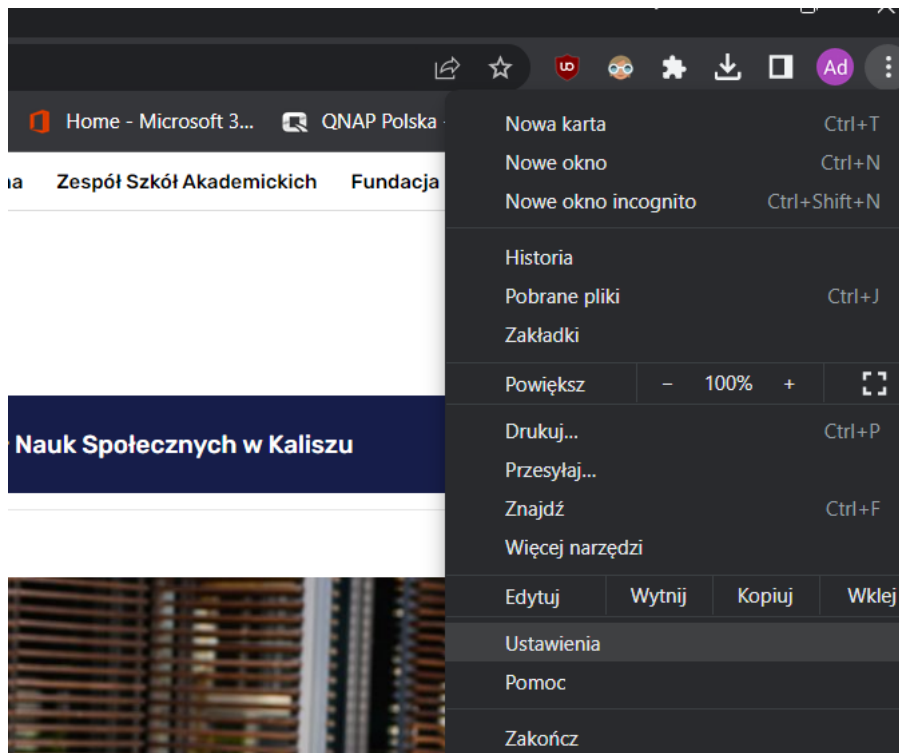 Ad
Home - Microsoft 3... QNAP Polska
Zespół Szkół Akademickich Fundacja
Nauk Społecznych w Kaliszu
Nowa karta Ctrl+T
Nowe okno Ctrl+N
Nowe okno incognito Ctrl+Shift+N
Historia
Pobrane pliki Ctrl+J
Zakładki
Powiększ - 100% +
Drukuj... Ctrl+P
Przesyłaj...
Znajdź Ctrl+F
Więcej narzędzi
Edytuj Wytnij Kopiuj Wklej
Ustawienia
Pomoc
Zakończ